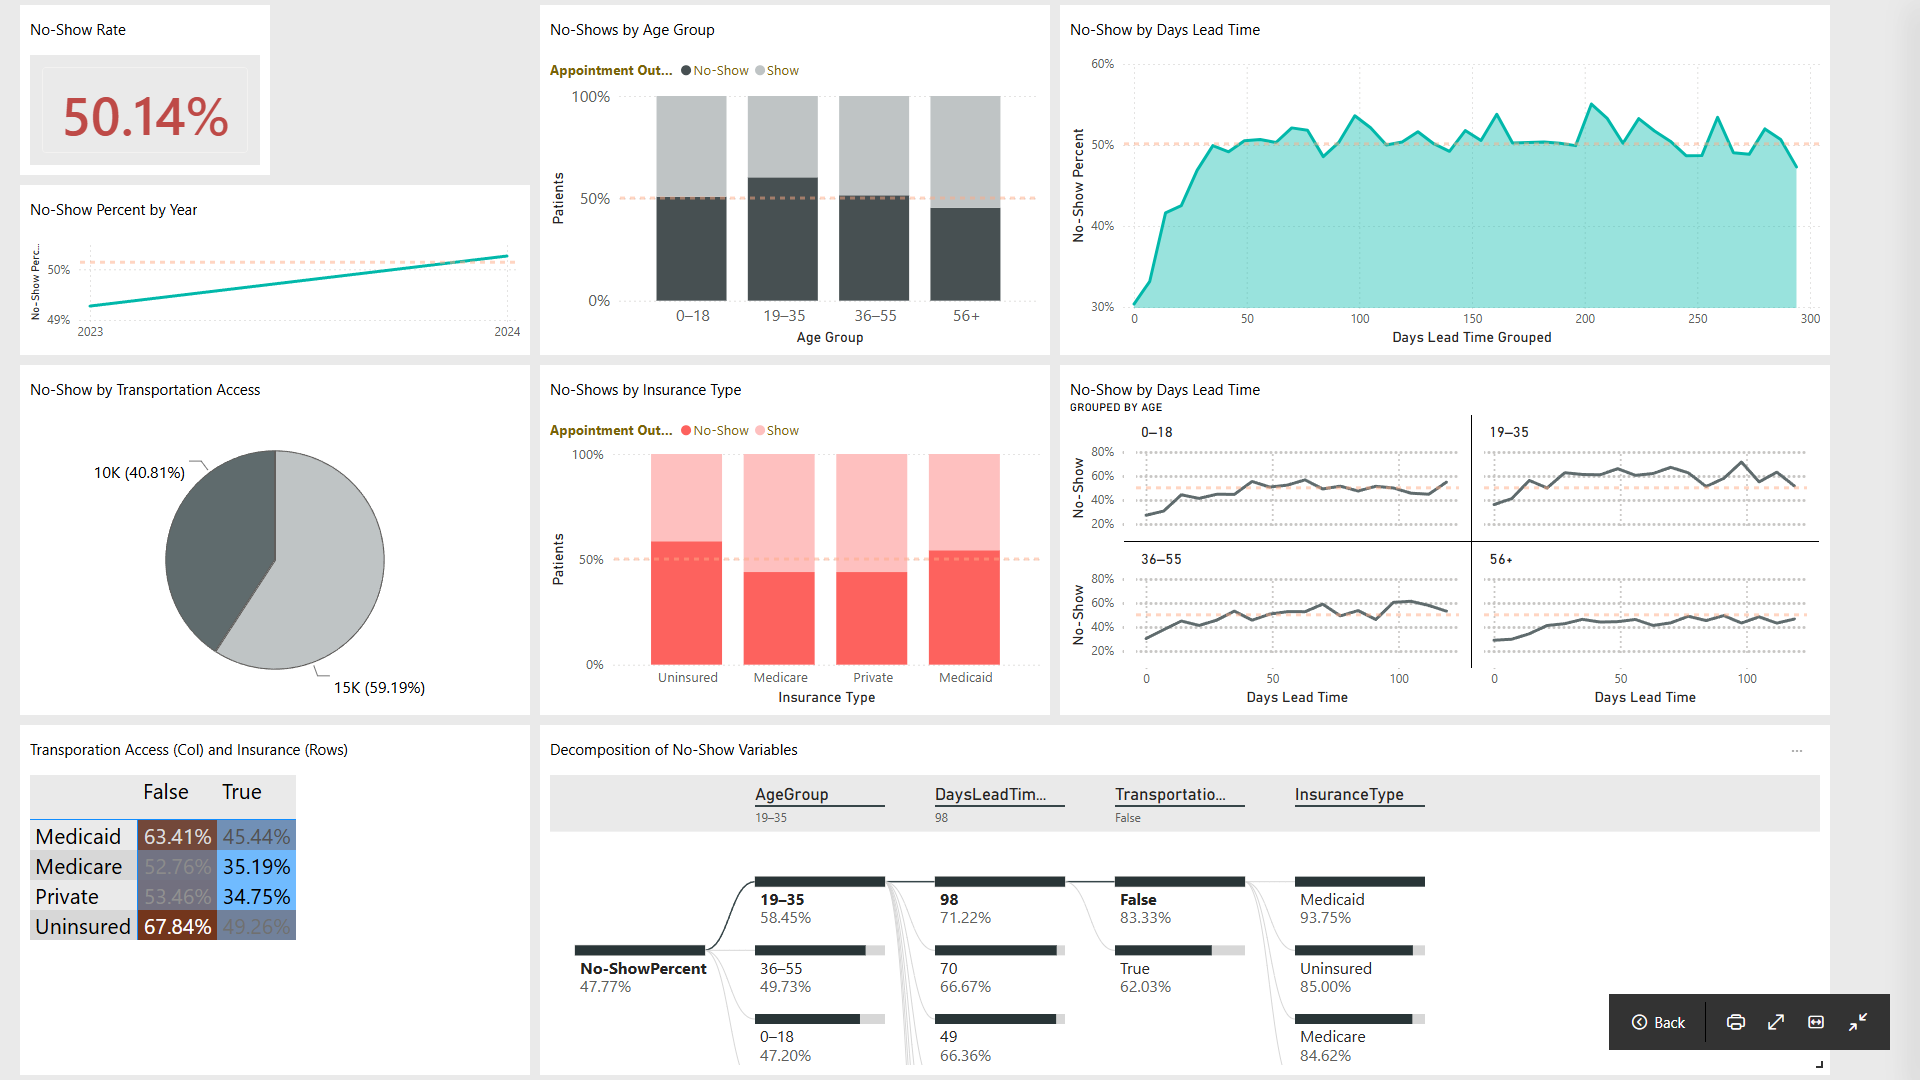 No-Show Rate
50.14%
No-Show Percent by Year
No-Show Perc...
50%
49%
2023
2024
No-Shows by Age Group
Appointment Out... No-Show Show
Patients
100%
50%
0%
0–18
19–35
36–55
56+
Age Group
No-Show by Days Lead Time
No-Show Percent
60%
50%
40%
30%
0
50
100
150
200
250
300
Days Lead Time Grouped
No-Show by Transportation Access
10K (40.81%)
15K (59.19%)
No-Shows by Insurance Type
Appointment Out... No-Show Show
Patients
100%
50%
0%
Uninsured
Medicare
Private
Medicaid
Insurance Type
No-Show by Days Lead Time
GROUPED BY AGE
0–18
19–35
No-Show
80%
60%
40%
20%
36–55
56+
No-Show
80%
60%
40%
20%
0
50
100
0
50
100
Days Lead Time
Days Lead Time
Transporation Access (Col) and Insurance (Rows)
False True
Medicaid 63.41% 45.44%
Medicare 52.76% 35.19%
Private 53.46% 34.75%
Uninsured 67.84% 49.26%
Decomposition of No-Show Variables
...
AgeGroup
19–35
DaysLeadTim...
98
Transportatio...
False
InsuranceType
No-ShowPercent
47.77%
19–35
58.45%
36–55
49.73%
0–18
47.20%
98
71.22%
70
66.67%
49
66.36%
False
83.33%
True
62.03%
Medicaid
93.75%
Uninsured
85.00%
Medicare
84.62%
Back